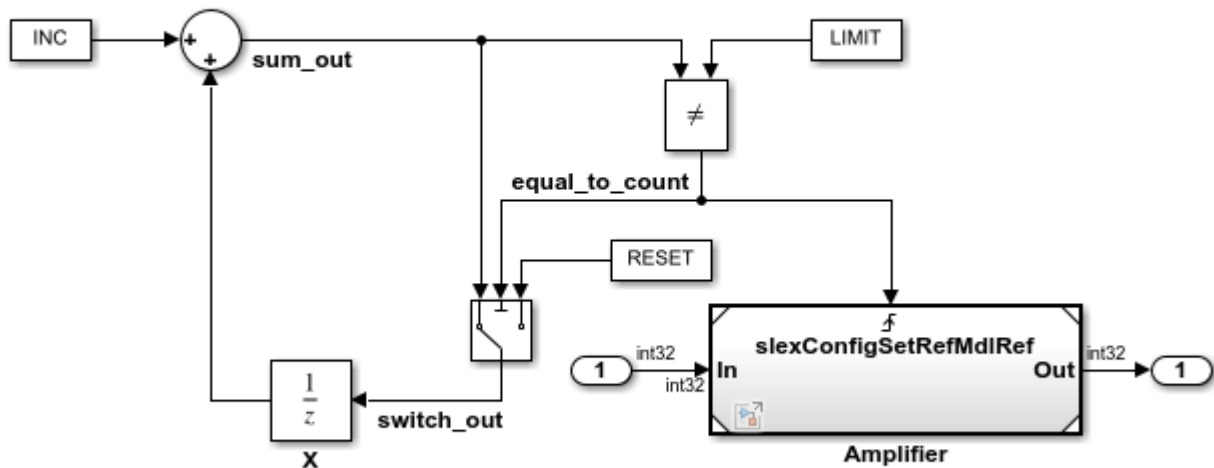 INC
+
+
sum_out
LIMIT
≠
equal_to_count
RESET
1
z
X
switch_out
1
int32
int32
slexConfigSetRefMdlRef
In
Out
int32
1
Amplifier